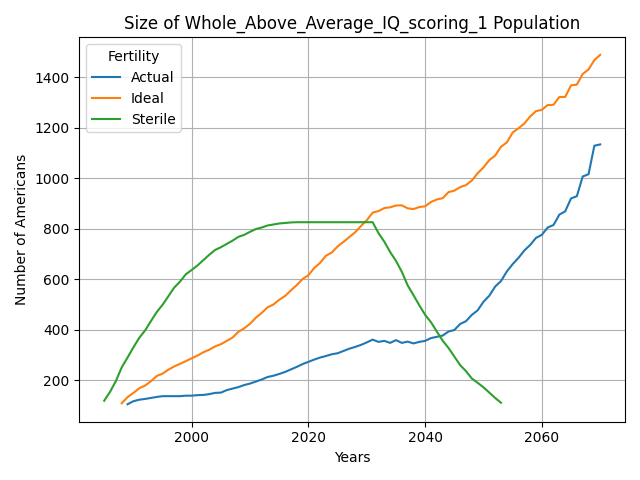 Size of Whole_Above_Average_IQ_scoring_1 Population
Fertility
Actual
Ideal
Sterile
Number of Americans
1400
1200
1000
800
600
400
200
2000
2020
2040
2060
Years